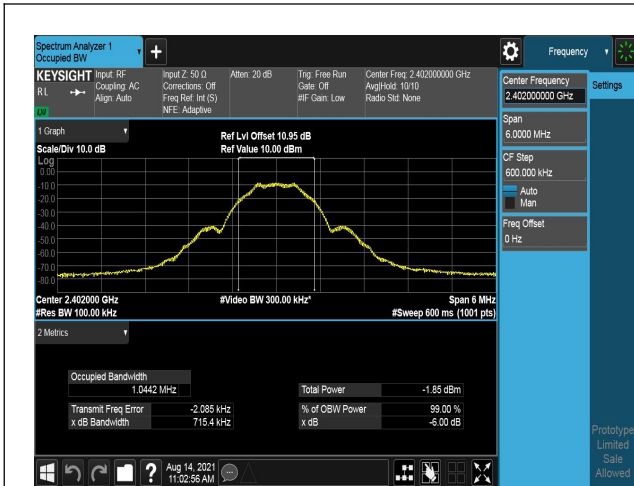 Spectrum Analyzer 1
Occupied BW
Frequency
KEYSIGHT
RL
Input: RF
Coupling: AC
Align: Auto
Input Z: 50 Ω
Corrections: Off
Freq Ref: Int (S)
NFE: Adaptive
Atten: 20 dB
Trig: Free Run
Gate: Off
#IF Gain: Low
Center Freq: 2.402000000 GHz
Avg|Hold: 10/10
Radio Std: None
Center Frequency
2.402000000 GHz
Settings
Span
6.0000 MHz
CF Step
600.000 kHz
Auto
Man
Freq Offset
0 Hz
1 Graph
Scale/Div 10.0 dB
Ref Lvl Offset 10.95 dB
Ref Value 10.00 dBm
Log
0.00
-10.0
-20.0
-30.0
-40.0
-50.0
-60.0
-70.0
-80.0
Center 2.402000 GHz
#Res BW 100.00 kHz
#Video BW 300.00 kHz*
Span 6 MHz
#Sweep 600 ms (1001 pts)
2 Metrics
Occupied Bandwidth
1.0442 MHz
Total Power -1.85 dBm
Transmit Freq Error -2.085 kHz
% of OBW Power 99.00 %
x dB Bandwidth 715.4 kHz
x dB -6.00 dB
Prototype
Limited
Sale
Allowed
?
Aug 14, 2021
11:02:56 AM